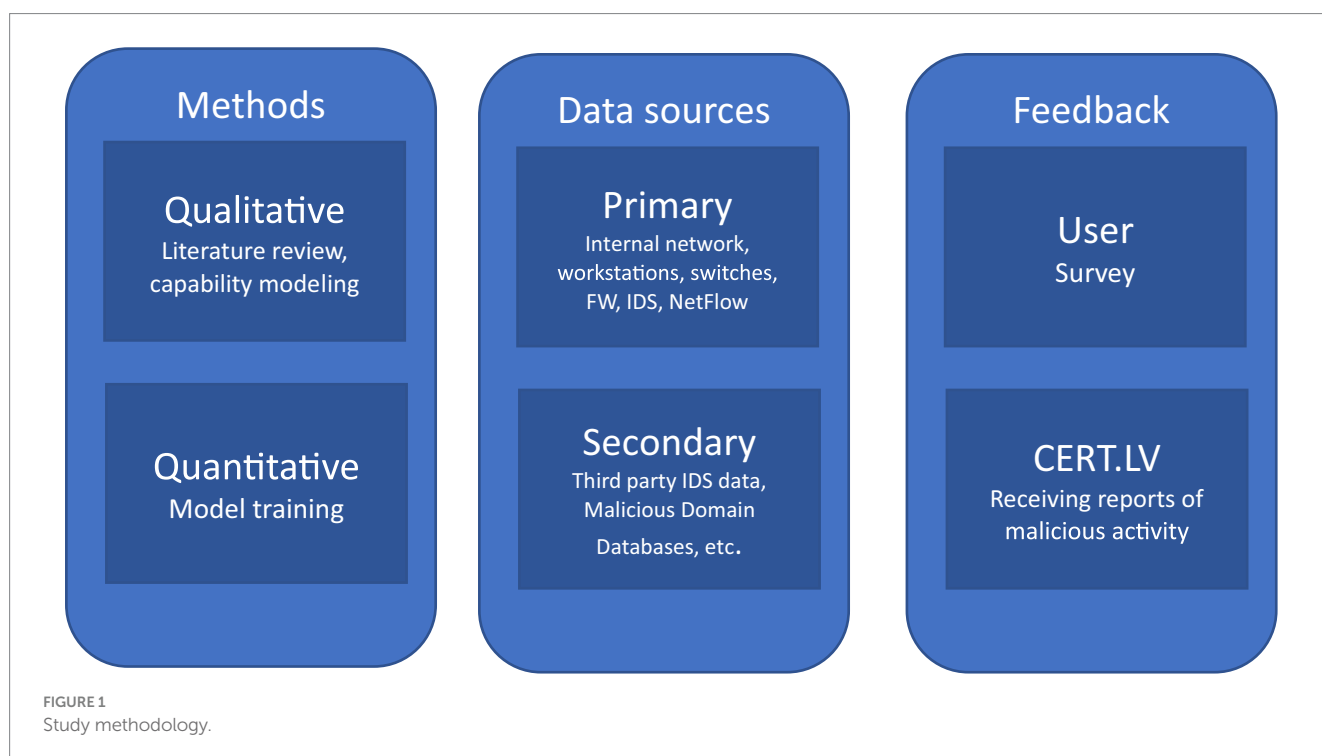 Methods
Qualitative
Literature review,
capability modeling
Quantitative
Model training
Data sources
Primary
Internal network,
workstations, switches,
FW, IDS, NetFlow
Secondary
Third party IDS data,
Malicious Domain
Databases, etc.
Feedback
User
Survey
CERT.LV
Receiving reports of
malicious activity
FIGURE 1
Study methodology.